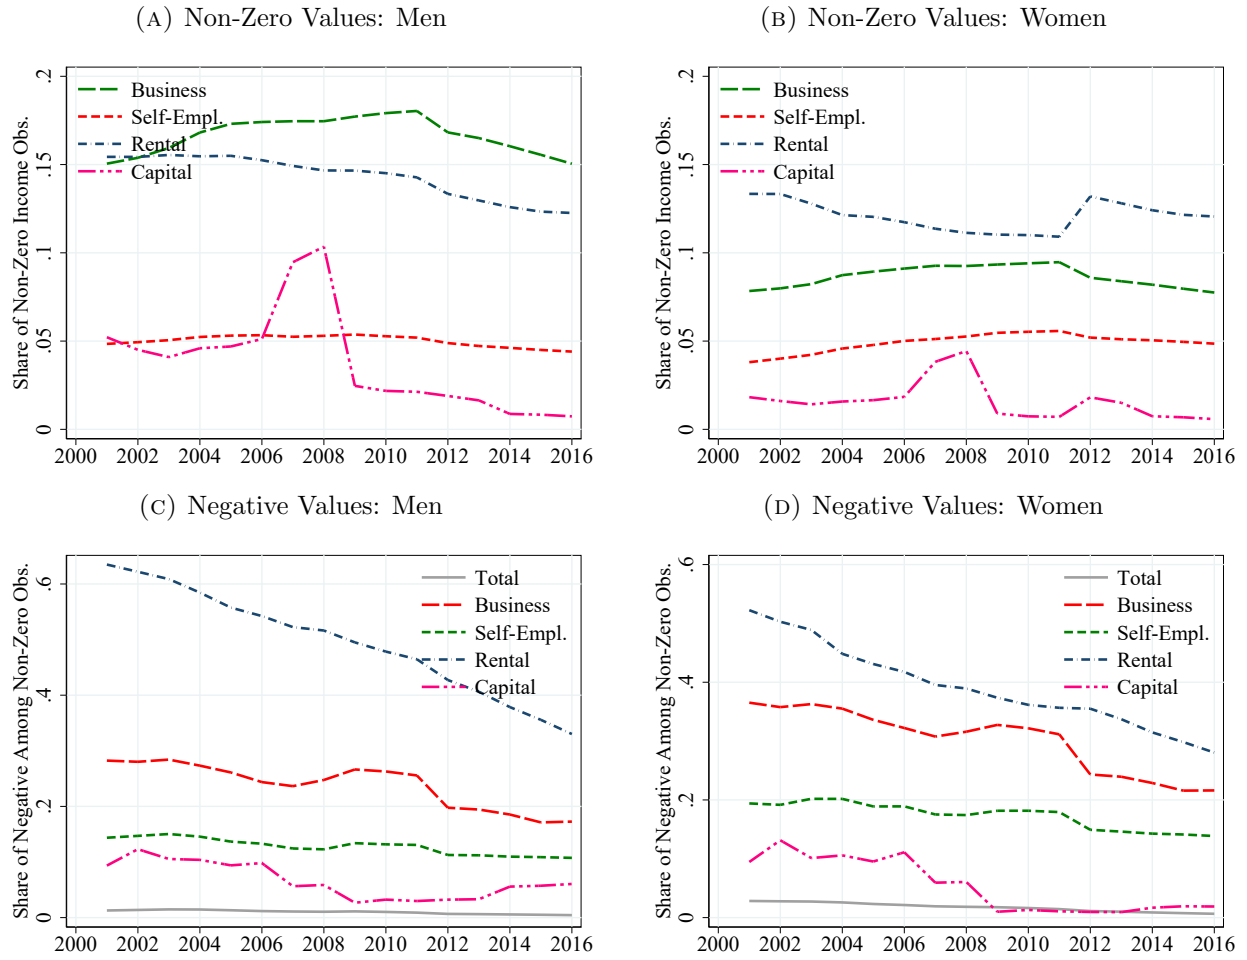 (A) Non-Zero Values: Men
Share of Non-Zero Income Obs.
.2
.15
.1
.05
0
Business
Self-Empl.
Rental
Capital
2000 2002 2004 2006 2008 2010 2012 2014 2016
(B) Non-Zero Values: Women
Share of Non-Zero Income Obs.
.2
.15
.1
.05
0
Business
Self-Empl.
Rental
Capital
2000 2002 2004 2006 2008 2010 2012 2014 2016
(C) Negative Values: Men
Share of Negative Among Non-Zero Obs.
.6
.4
.2
0
Total
Business
Self-Empl.
Rental
Capital
2000 2002 2004 2006 2008 2010 2012 2014 2016
(D) Negative Values: Women
Share of Negative Among Non-Zero Obs.
.6
.4
.2
0
Total
Business
Self-Empl.
Rental
Capital
2000 2002 2004 2006 2008 2010 2012 2014 2016